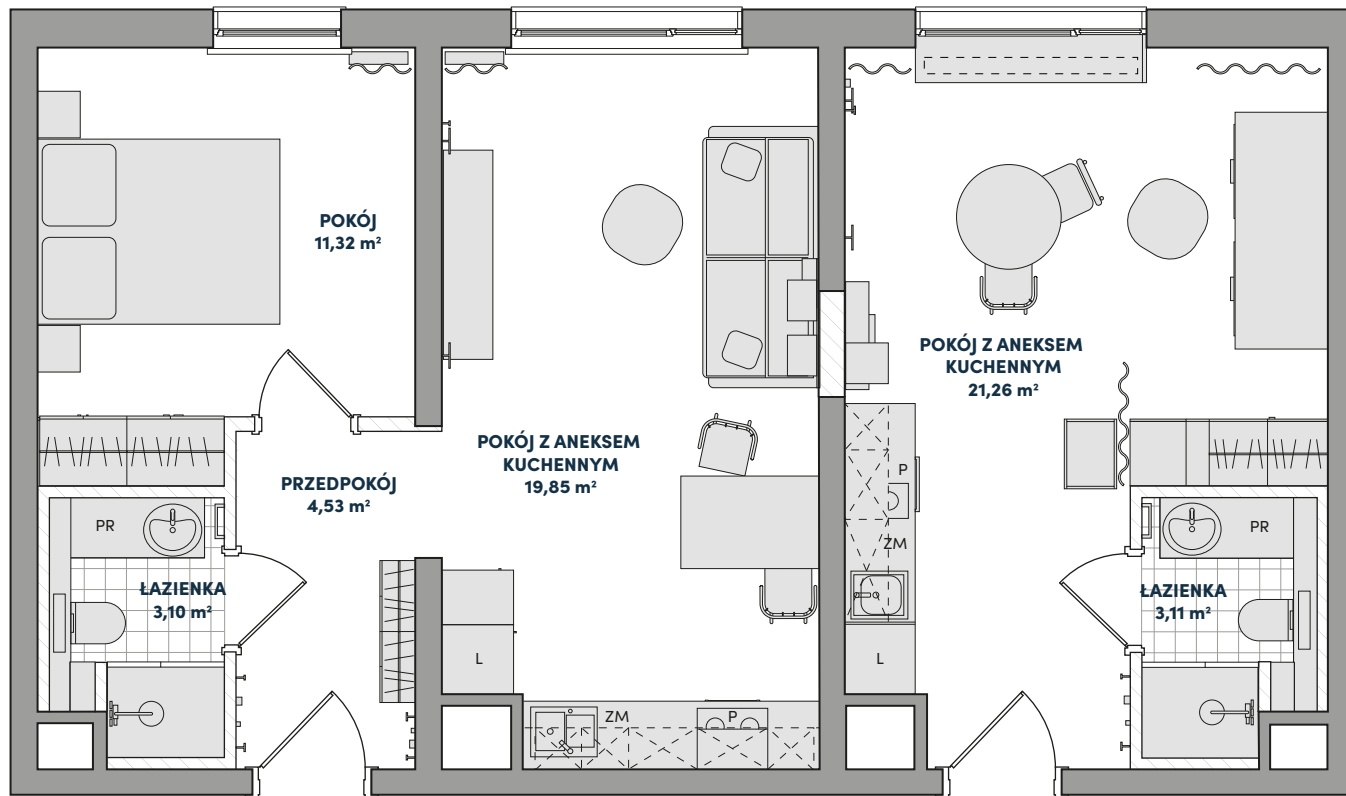 POKÓJ
11,32 m²
POKÓJ Z ANEKSEM
KUCHENNYM
21,26 m²
POKÓJ Z ANEKSEM
KUCHENNYM
19,85 m²
PRZEDPOKÓJ
4,53 m²
P
PR
PR
ZM
ŁAZIENKA
3,10 m²
ŁAZIENKA
3,11 m²
L
L
ZM
P